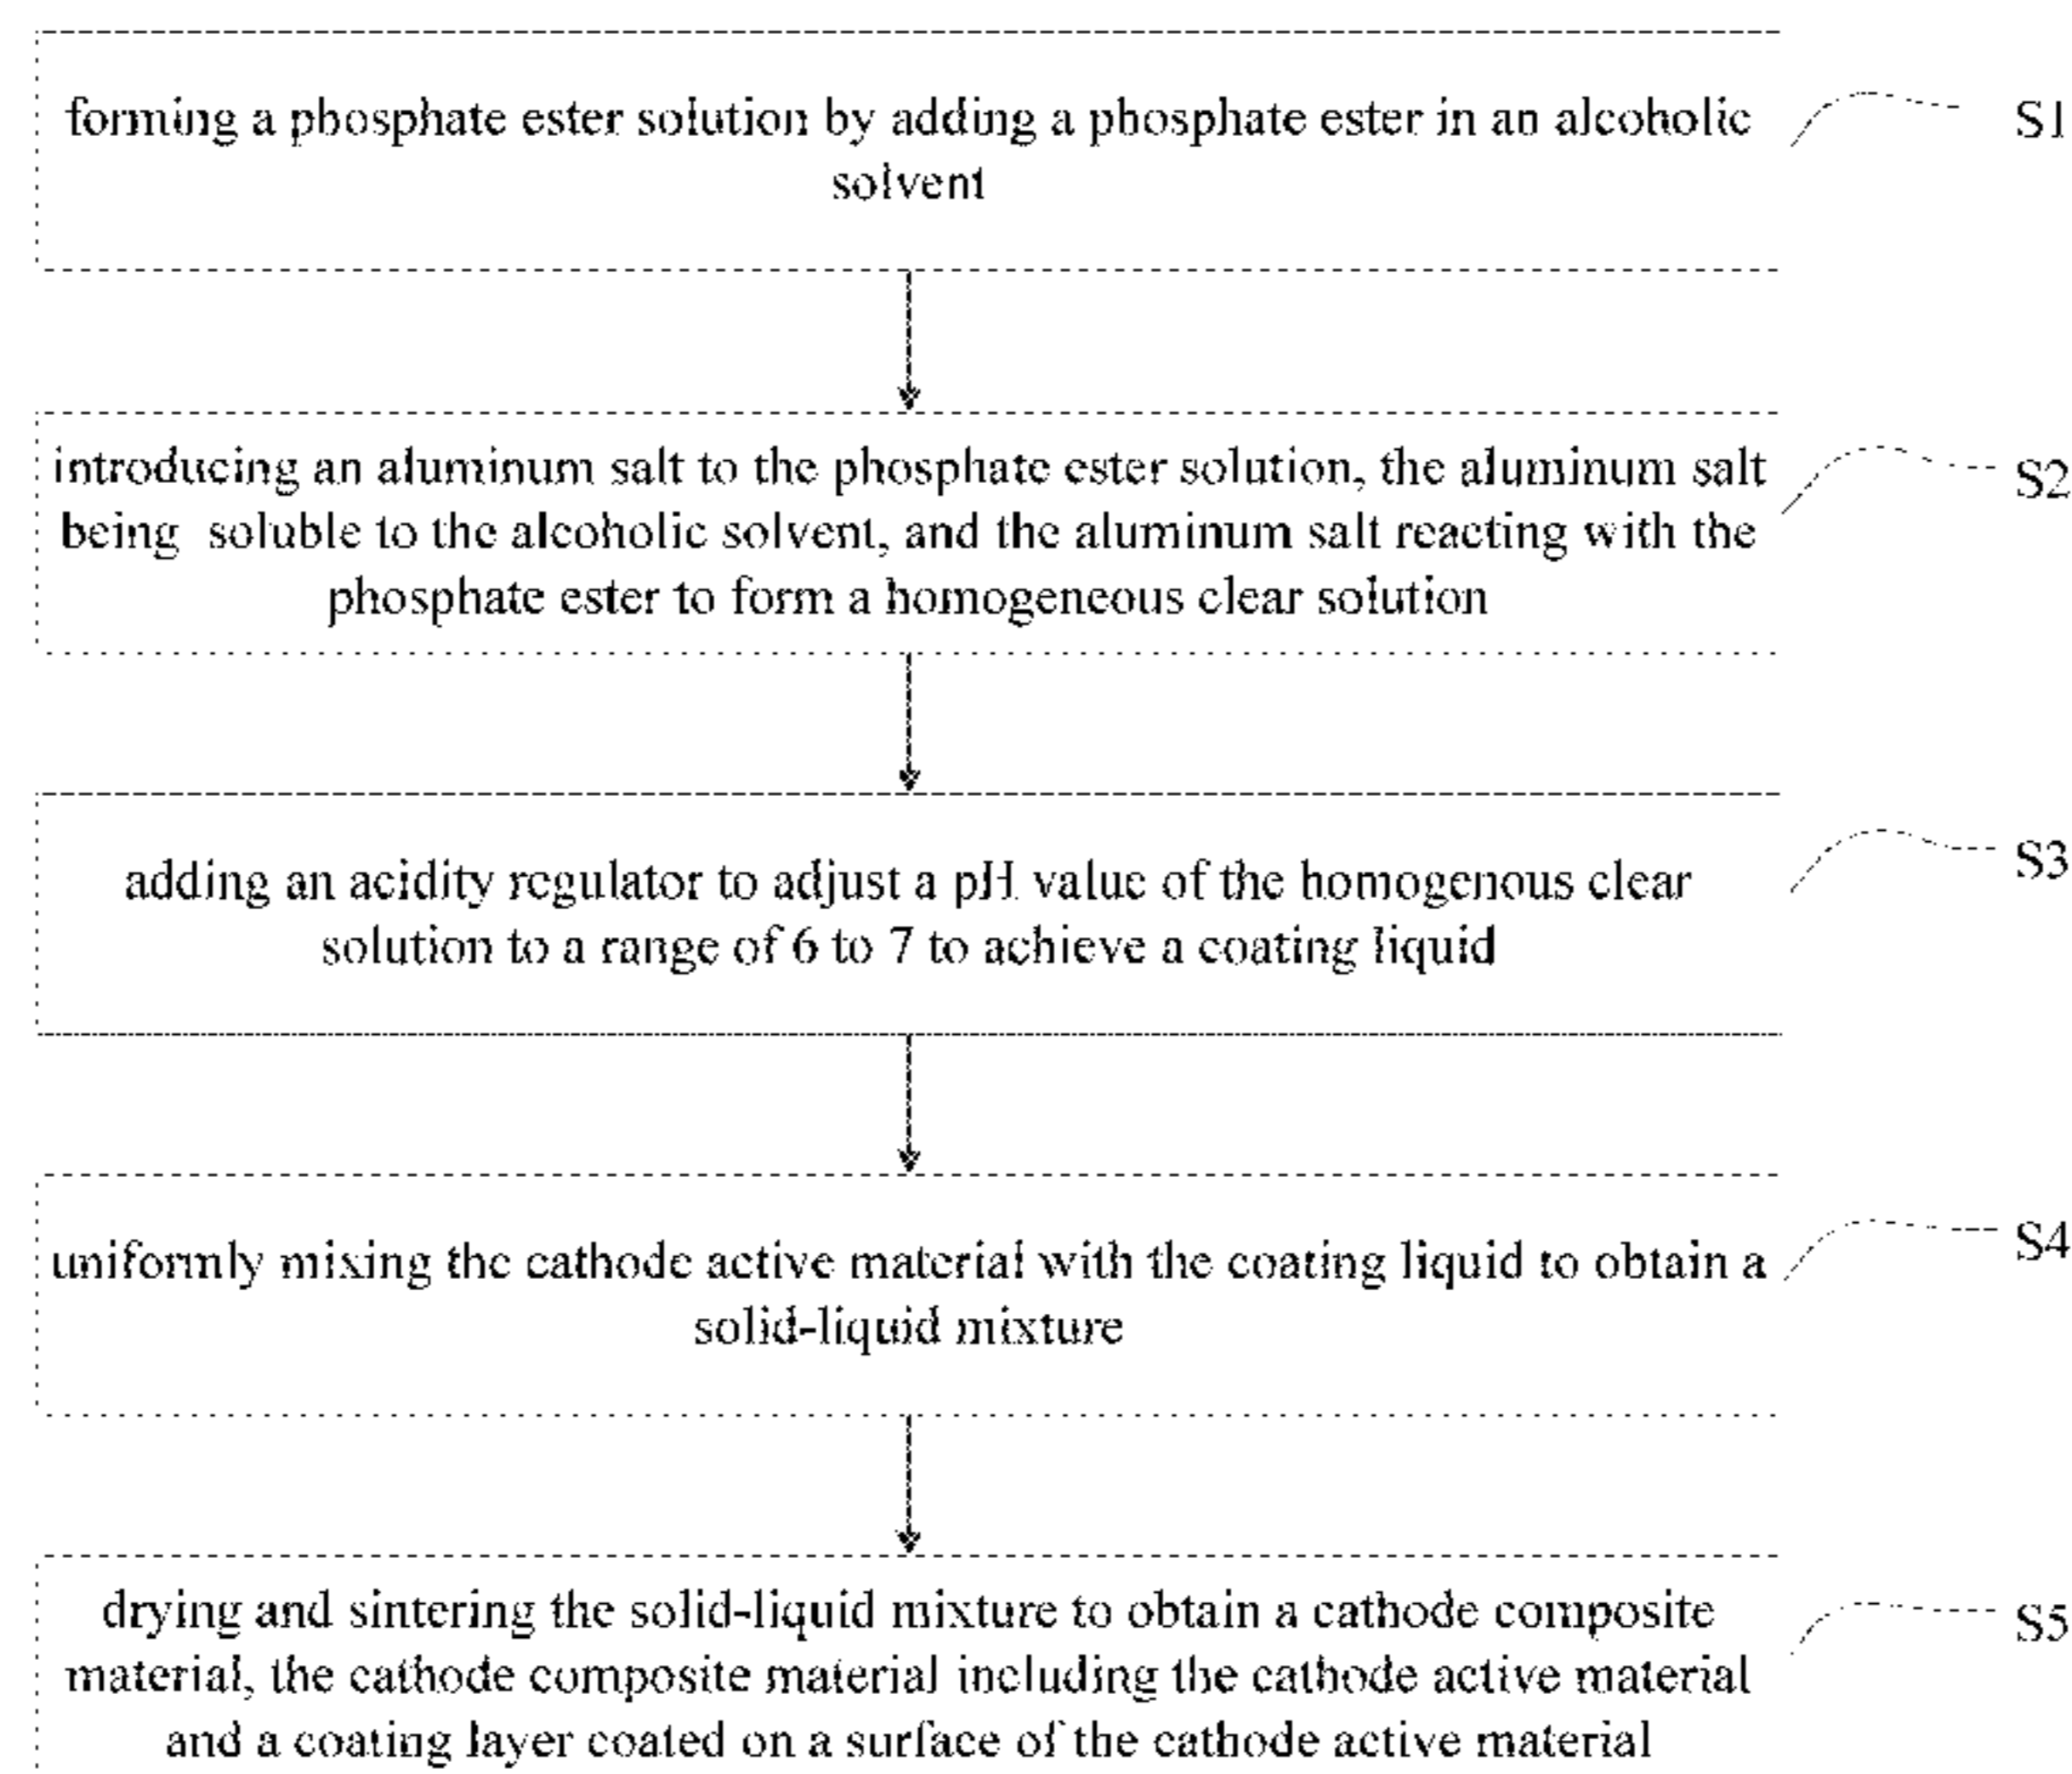 forming a phosphate ester solution by adding a phosphate ester in an alcoholic
solvent
S1
introducing an aluminum salt to the phosphate ester solution, the aluminum salt
being soluble to the alcoholic solvent, and the aluminum salt reacting with the
phosphate ester to form a homogeneous clear solution
S2
adding an acidity regulator to adjust a pH value of the homogenous clear
solution to a range of 6 to 7 to achieve a coating liquid
S3
uniformly mixing the cathode active material with the coating liquid to obtain a
solid-liquid mixture
S4
drying and sintering the solid-liquid mixture to obtain a cathode composite
material, the cathode composite material including the cathode active material
and a coating layer coated on a surface of the cathode active material
S5